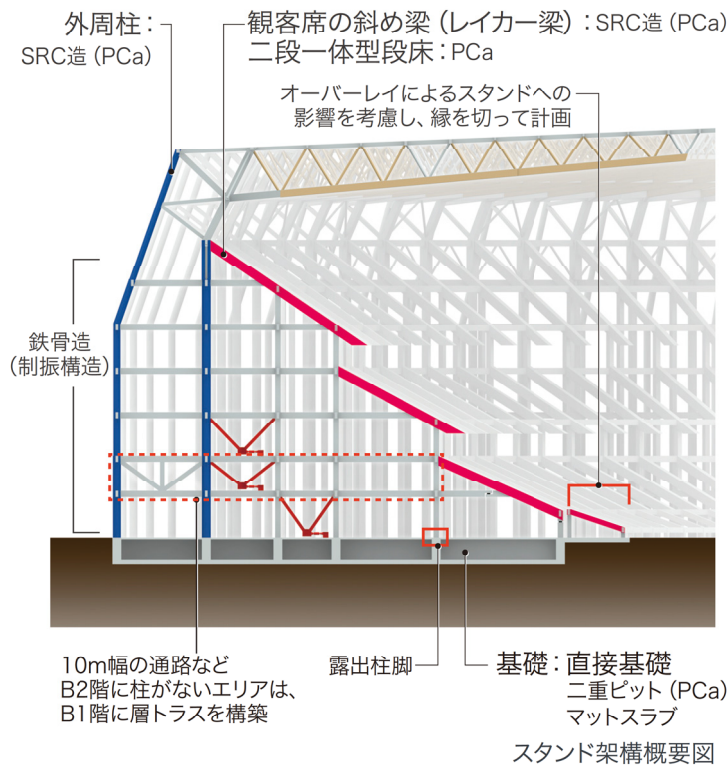 外周柱：
SRC造（PCa）
観客席の斜め梁（レイカー梁）：SRC造（PCa）
二段一体型段床：PCa
オーバーレイによるスタンドへの
影響を考慮し、縁を切って計画
鉄骨造
（制振構造）
10m幅の通路など
B2階に柱がないエリアは、
B1階に層トラスを構築
露出柱脚
基礎：直接基礎
二重ピット（PCa）
マットスラブ
スタンド架構概要図